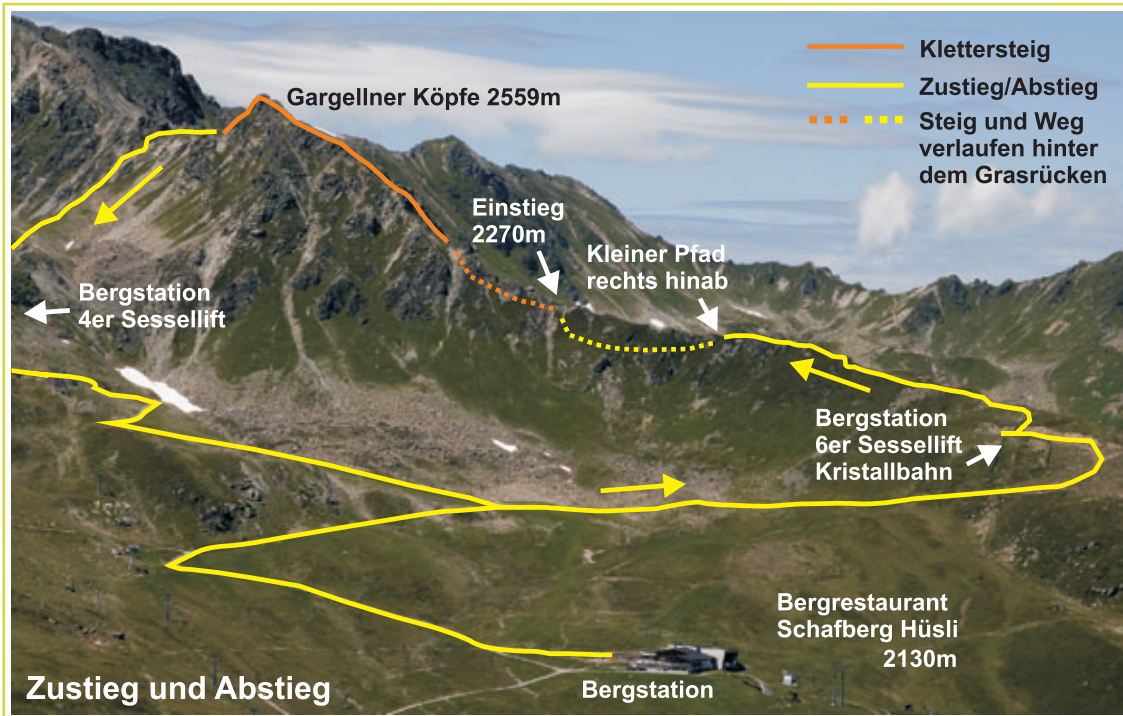 Klettersteig
Zustieg/Abstieg
Steig und Weg
verlaufen hinter
dem Grasrücken
Gargellner Köpfe 2559m
Einstieg
2270m
Kleiner Pfad
rechts hinab
Bergstation
4er Sessellift
Bergstation
6er Sessellift
Kristallbahn
Bergrestaurant
Schafberg Hüsli
2130m
Bergstation
Zustieg und Abstieg